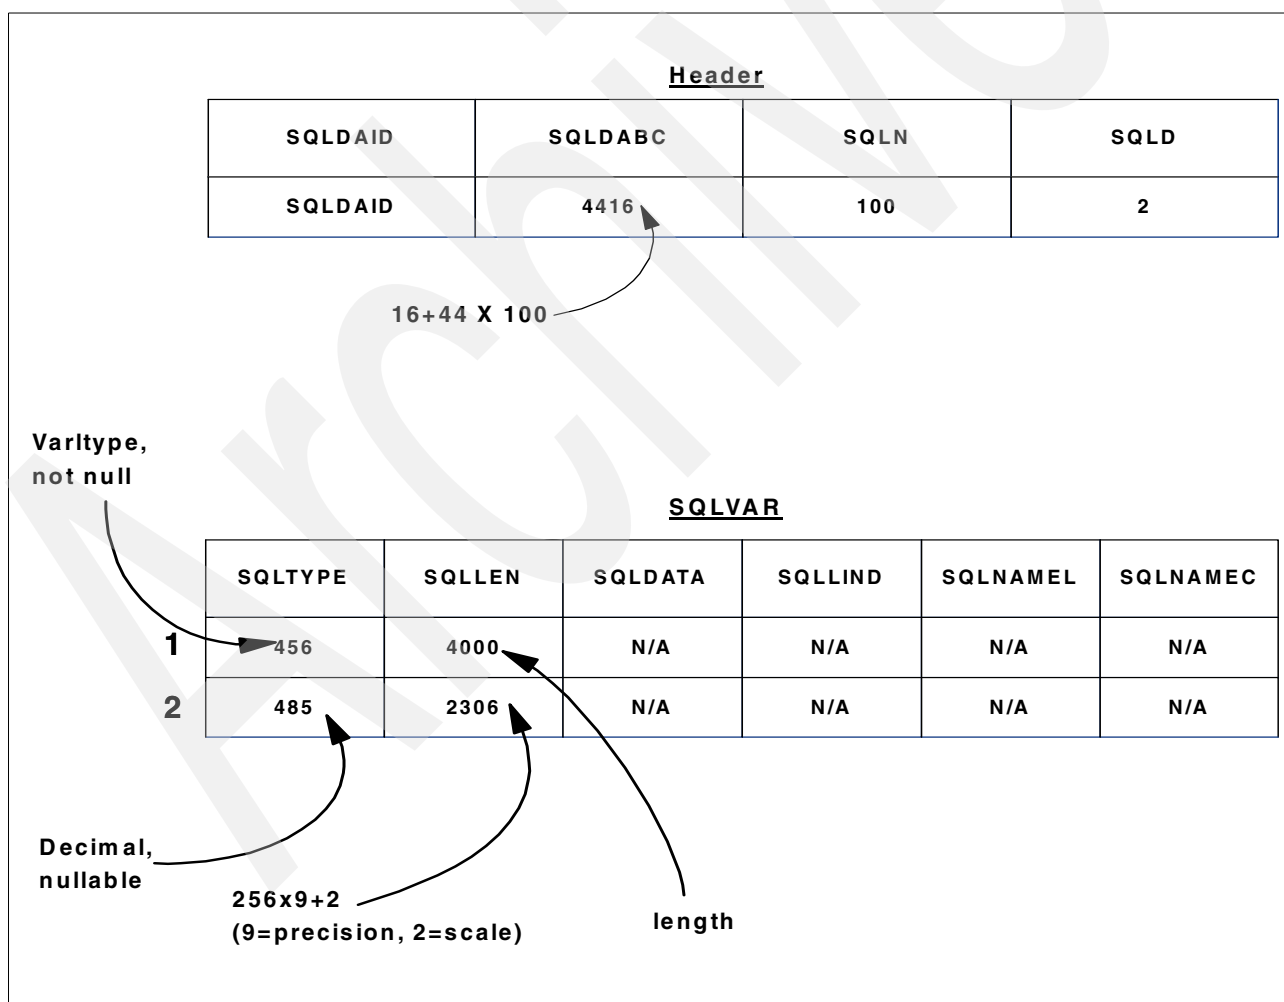 Header
SQLDAID SQLDABC SQLN SQLD
SQLDAID 4416 100 2
16+44 X 100
Varltype,
not null
SQLVAR
SQLTYPE SQLLEN SQLDATA SQLLIND SQLNAMEL SQLNAMEC
1 456 4000 N/A N/A N/A N/A
2 485 2306 N/A N/A N/A N/A
Decimal,
nullable
256x9+2
(9=precision, 2=scale)
length
Archive